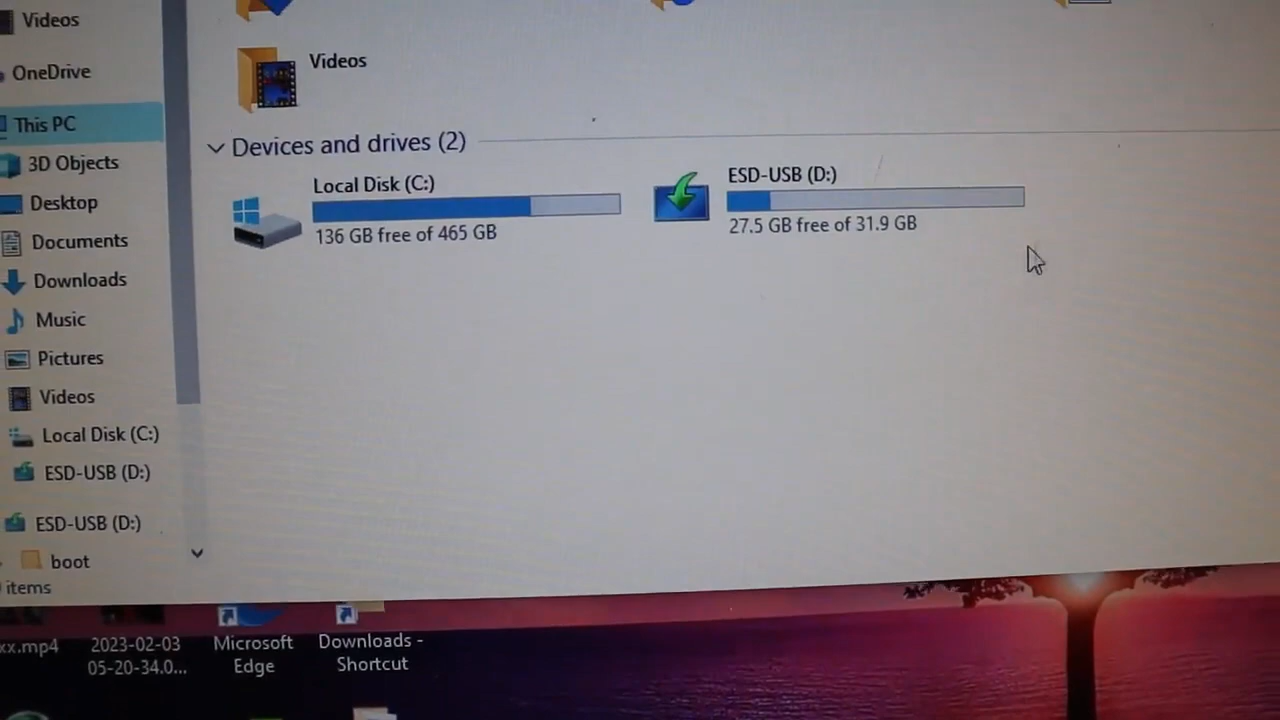 Videos
OneDrive
This PC
3D Objects
Desktop
Documents
Downloads
Music
Pictures
Videos
Local Disk (C:)
ESD-USB (D:)
ESD-USB (D:)
boot
items
Videos
Devices and drives (2)
Local Disk (C:)
136 GB free of 465 GB
ESD-USB (D:)
27.5 GB free of 31.9 GB
xx.mp4
2023-02-03
05-20-34.0...
Microsoft
Edge
Downloads -
Shortcut